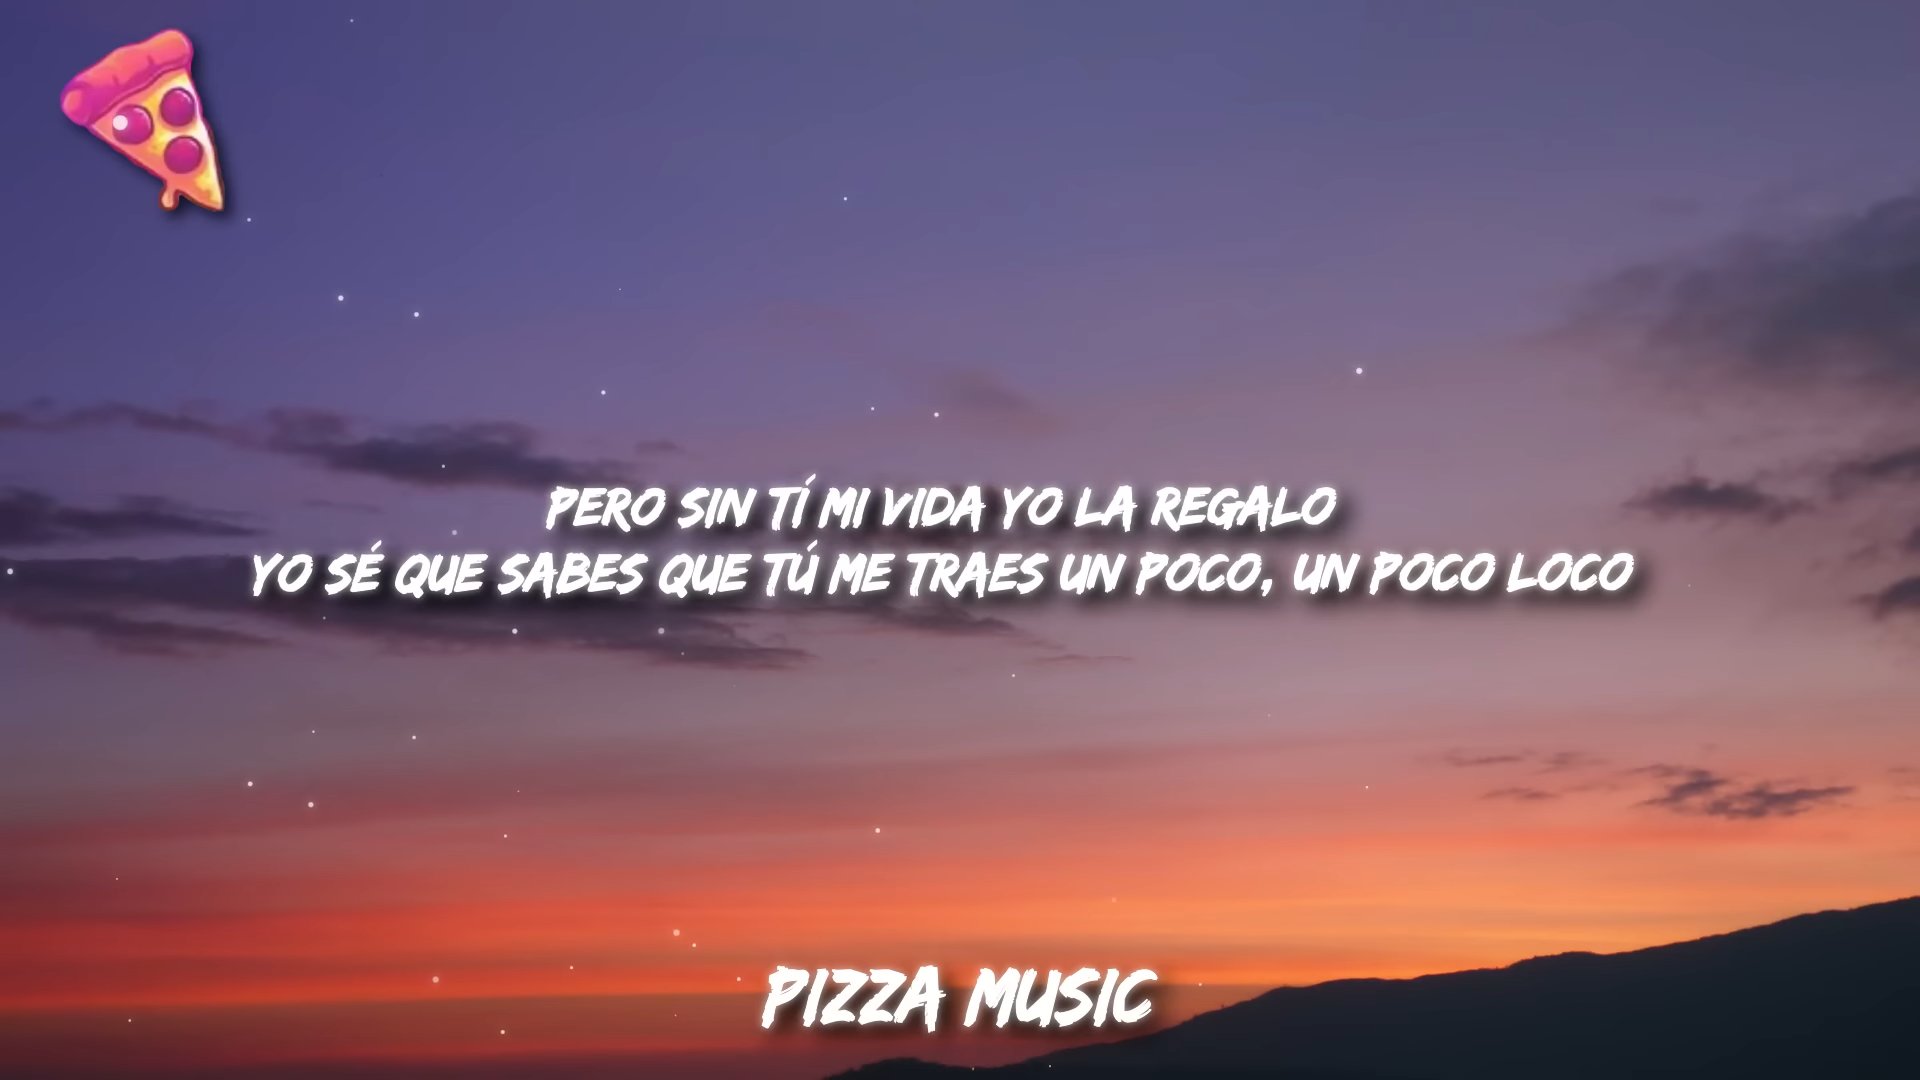 PERO SIN TÍ MI VIDA YO LA REGALO
YO SÉ QUE SABES QUE TÚ ME TRAES UN POCO, UN POCO LOCO
PIZZA MUSIC